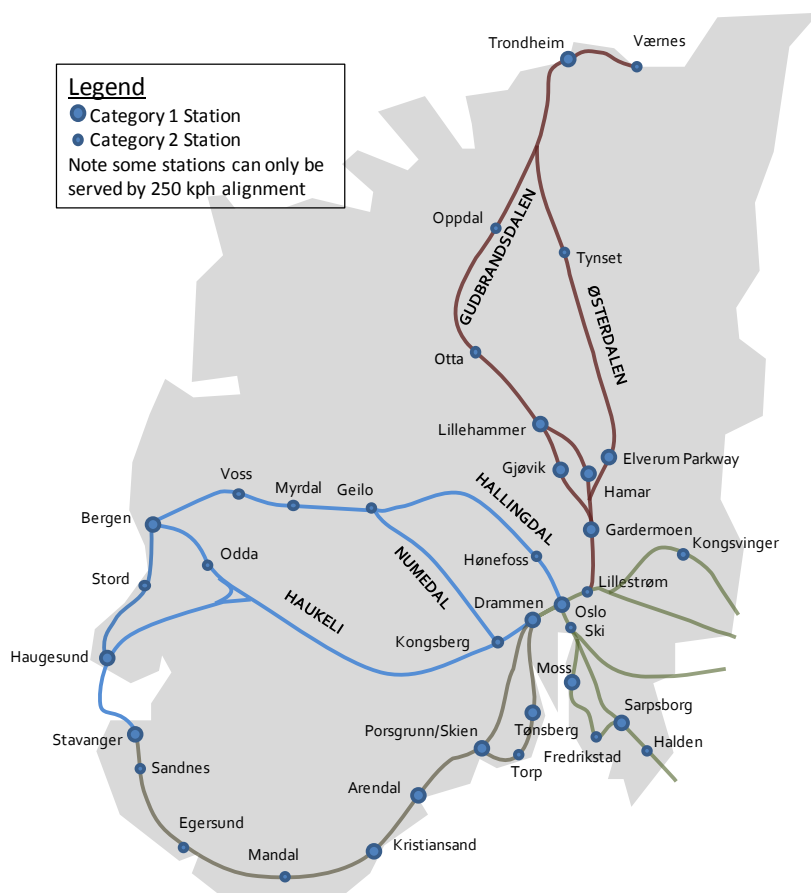 Trondheim
Værnes
Legend
Category 1 Station
Category 2 Station
Note some stations can only be
served by 250 kph alignment
Oppdal
GUDBRANDSDALEN
Tynset
ØSTERDALEN
Otta
Lillehammer
Gjøvik
Elverum Parkway
Hamar
Voss
Myrdal
Geilo
HALLINGDAL
Bergen
Gardermoen
Kongsvinger
Odda
Hønefoss
Stord
NUMEDAL
Lillestrøm
HAUKELI
Drammen
Oslo
Ski
Kongsberg
Haugesund
Moss
Sarpsborg
Stavanger
Porsgrunn/Skien
Tønsberg
Fredrikstad
Halden
Sandnes
Torp
Arendal
Egersund
Mandal
Kristiansand